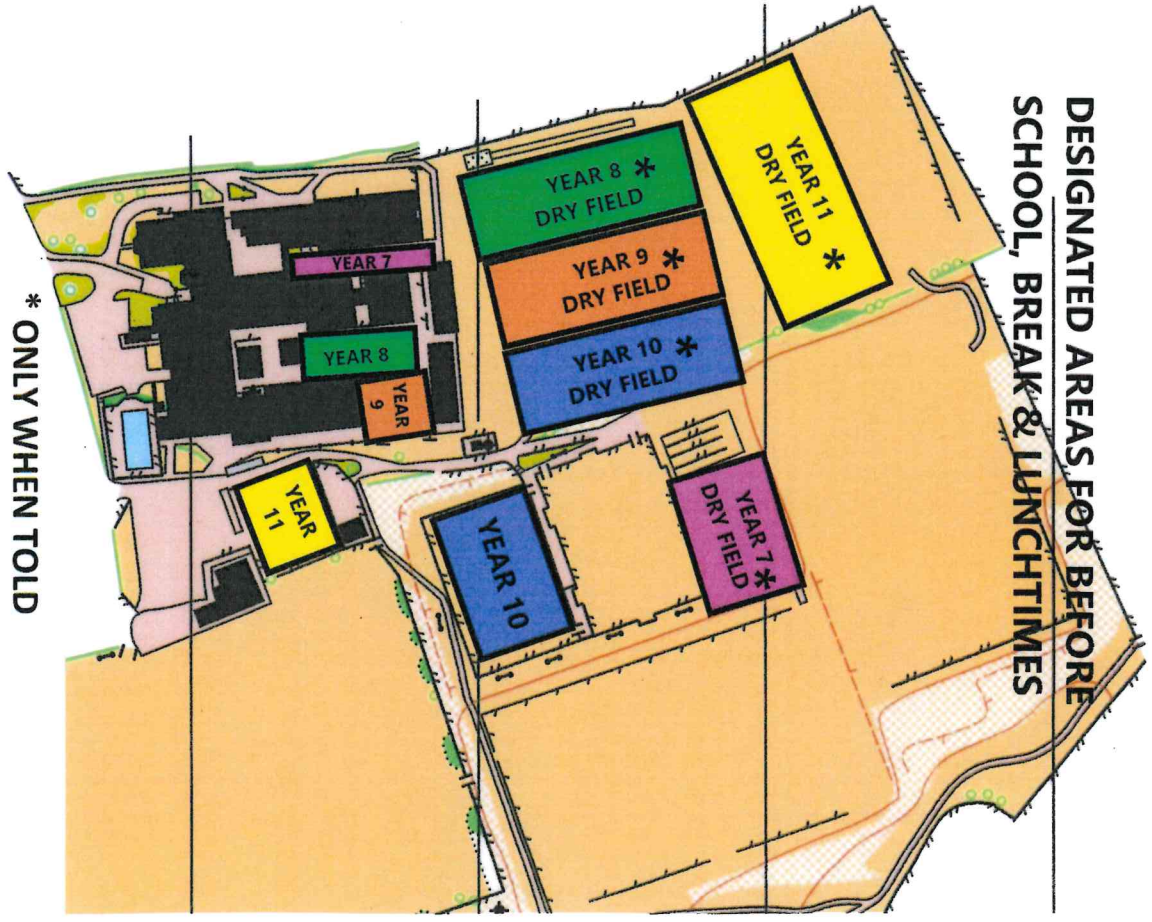 DESIGNATED AREAS FOR BEFORE
SCHOOL, BREAK & LUNCHTIMES
YEAR 11
DRY FIELD *
YEAR 8 *
DRY FIELD
YEAR 9 *
DRY FIELD
YEAR 10 *
DRY FIELD
YEAR 7
DRY FIELD *
YEAR 7
YEAR 8
YEAR
9
YEAR
11
YEAR 10
* ONLY WHEN TOLD